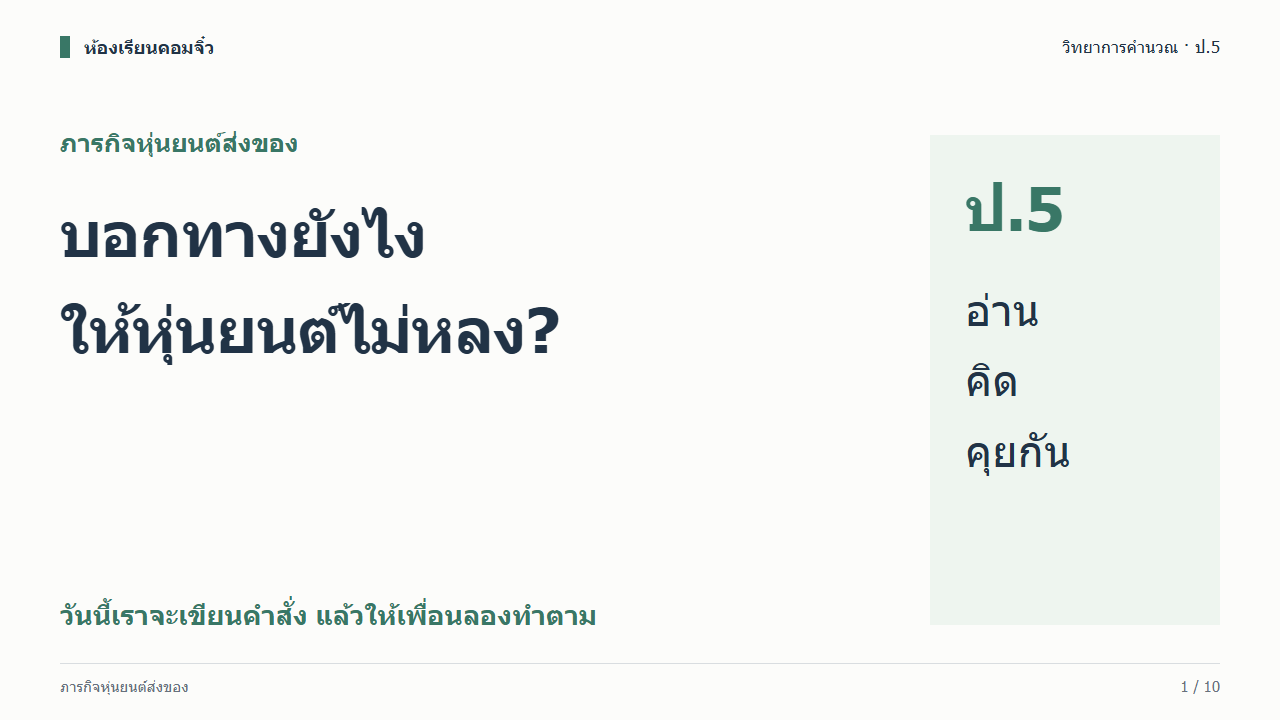 ห้องเรียนคอมจิ๋ว
วิทยาการคำนวณ · ป.5
ภารกิจหุ่นยนต์ส่งของ
บอกทางยังไง
ให้หุ่นยนต์ไม่หลง?
ป.5
อ่าน
คิด
คุยกัน
วันนี้เราจะเขียนคำสั่ง แล้วให้เพื่อนลองทำตาม
ภารกิจหุ่นยนต์ส่งของ
1 / 10